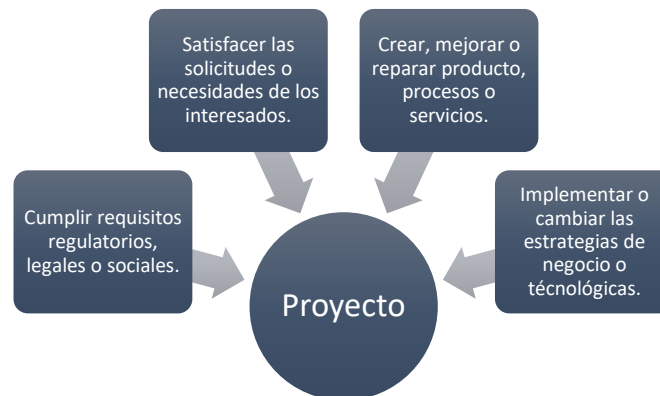 Cumplir requisitos
regulatorios,
legales o sociales.
Satisfacer las
solicitudes o
necesidades de los
interesados.
Crear, mejorar o
reparar producto,
procesos o
servicios.
Implementar o
cambiar las
estrategias de
negocio o
técnológicas.
Proyecto